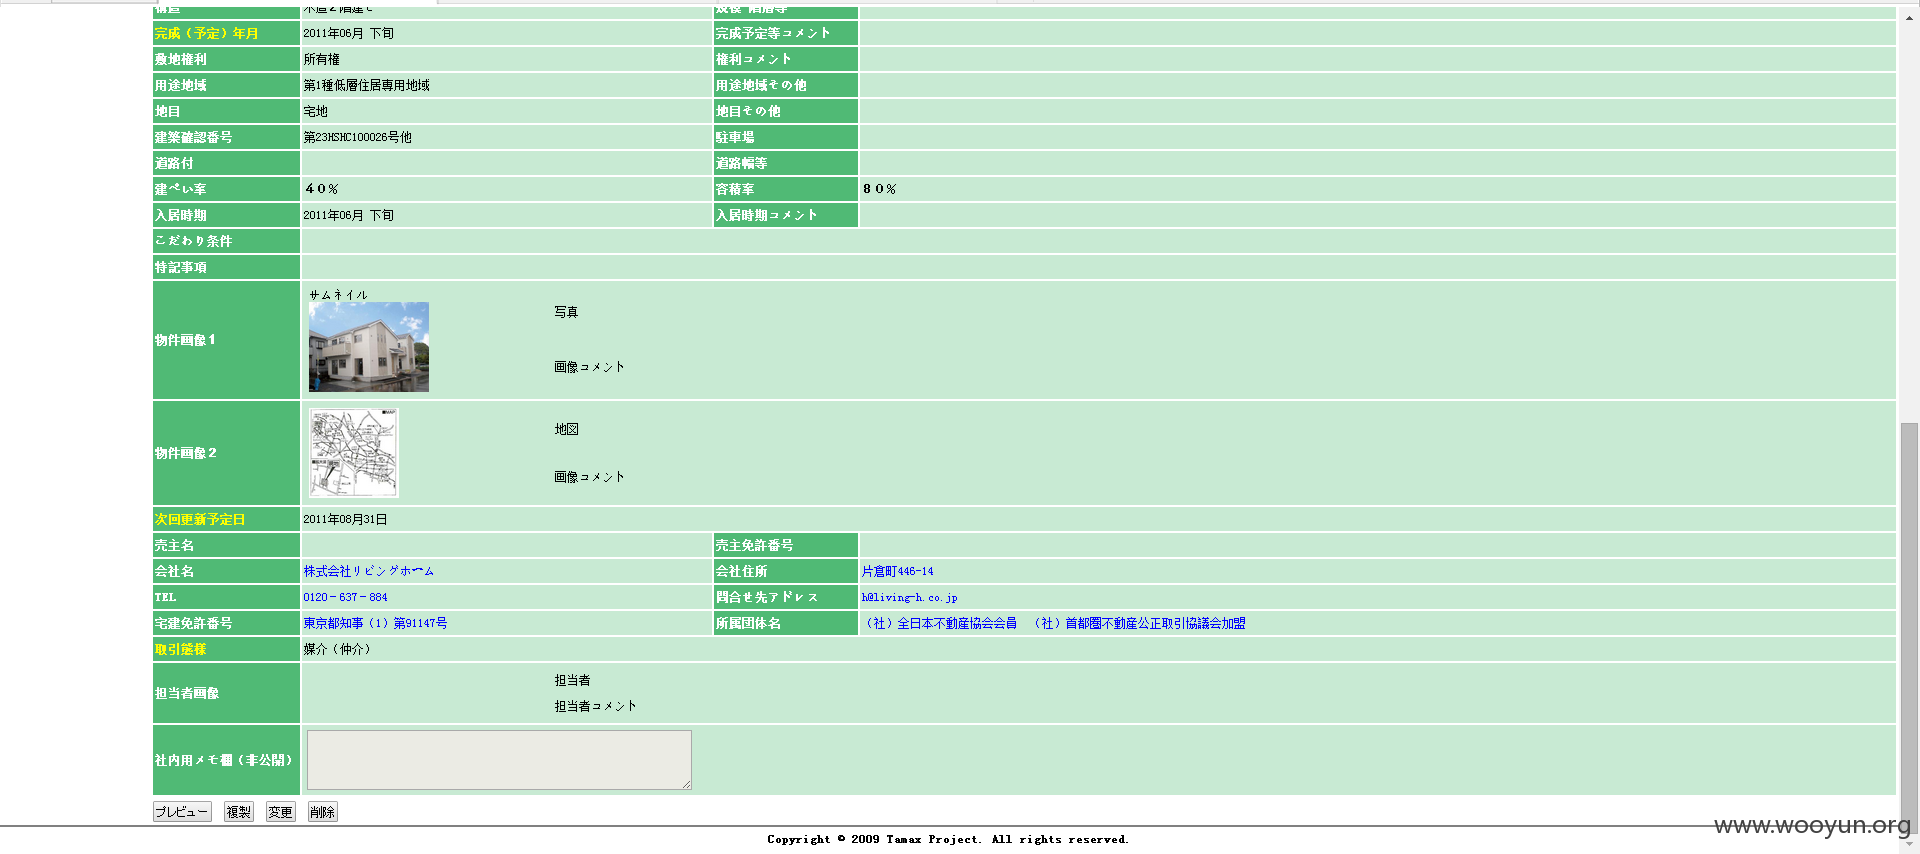 構造 木造２階建て 規模・階層等
完成（予定）年月 2011年06月 下旬 完成予定等コメント
敷地権利 所有権 権利コメント
用途地域 第1種低層住居専用地域 用途地域その他
地目 宅地 地目その他
建築確認番号 第23HSHC100026号他 駐車場
道路付 道路幅等
建ぺい率 ４０% 容積率 ８０%
入居時期 2011年06月 下旬 入居時期コメント
こだわり条件
特記事項
サムネイル
写真
物件画像１
画像コメント
地図
物件画像２
画像コメント
次回更新予定日 2011年08月31日
売主名 売主免許番号
会社名 株式会社リビングホーム 会社住所 片倉町446-14
TEL 0120－637－884 問合せ先アドレス h@living-h.co.jp
宅建免許番号 東京都知事（1）第91147号 所属団体名 （社）全日本不動産協会会員　（社）首都圏不動産公正取引協議会加盟
取引態様 媒介（仲介）
担当者
担当者画像
担当者コメント
社内用メモ欄（非公開）
プレビュー 複製 変更 削除
www.wooyun.org
Copyright © 2009 Tamax Project. All rights reserved.